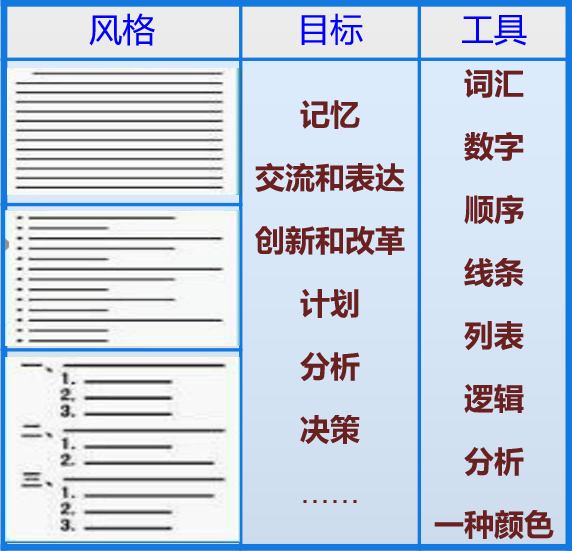 风格
目标
工具
一、
1.
2.
3.
二、
1.
2.
三、
1.
2.
3.
记忆
交流和表达
创新和改革
计划
分析
决策
……
词汇
数字
顺序
线条
列表
逻辑
分析
一种颜色